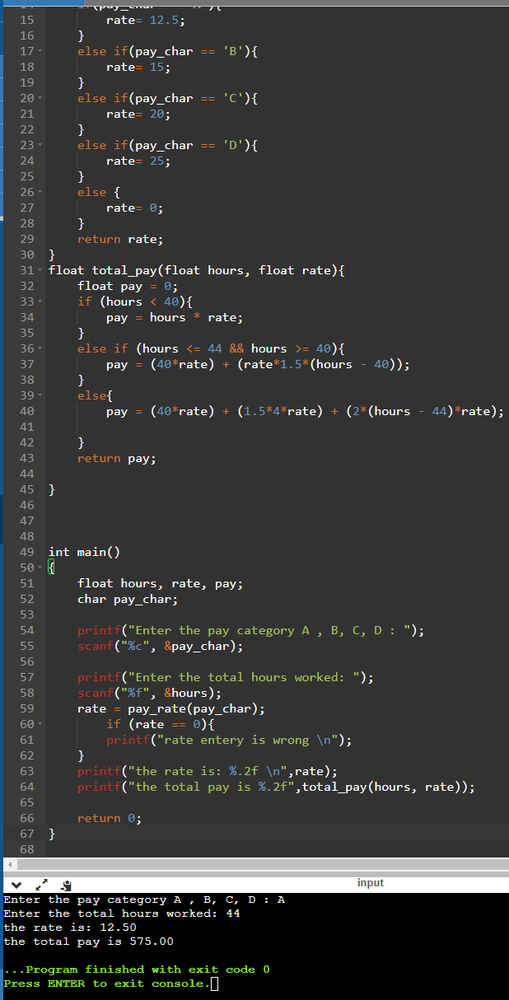 15 rate= 12.5;
16 }
17 else if(pay_char == 'B'){
18 rate= 15;
19 }
20 else if(pay_char == 'C'){
21 rate= 20;
22 }
23 else if(pay_char == 'D'){
24 rate= 25;
25 }
26 else {
27 rate= 0;
28 }
29 return rate;
30 }
31 float total_pay(float hours, float rate){
32 float pay = 0;
33 if (hours < 40){
34 pay = hours * rate;
35 }
36 else if (hours <= 44 && hours >= 40){
37 pay = (40*rate) + (rate*1.5*(hours - 40));
38 }
39 else{
40 pay = (40*rate) + (1.5*4*rate) + (2*(hours - 44)*rate);
41
42 }
43 return pay;
44
45 }
46
47
48
49 int main()
50 {
51 float hours, rate, pay;
52 char pay_char;
53
54 printf("Enter the pay category A , B, C, D : ");
55 scanf("%c", &pay_char);
56
57 printf("Enter the total hours worked: ");
58 scanf("%f", &hours);
59 rate = pay_rate(pay_char);
60 if (rate == 0){
61 printf("rate entery is wrong \n");
62 }
63 printf("the rate is: %.2f \n",rate);
64 printf("the total pay is %.2f",total_pay(hours, rate));
65
66 return 0;
67 }
68
input
Enter the pay category A , B, C, D : A
Enter the total hours worked: 44
the rate is: 12.50
the total pay is 575.00
...Program finished with exit code 0
Press ENTER to exit console.